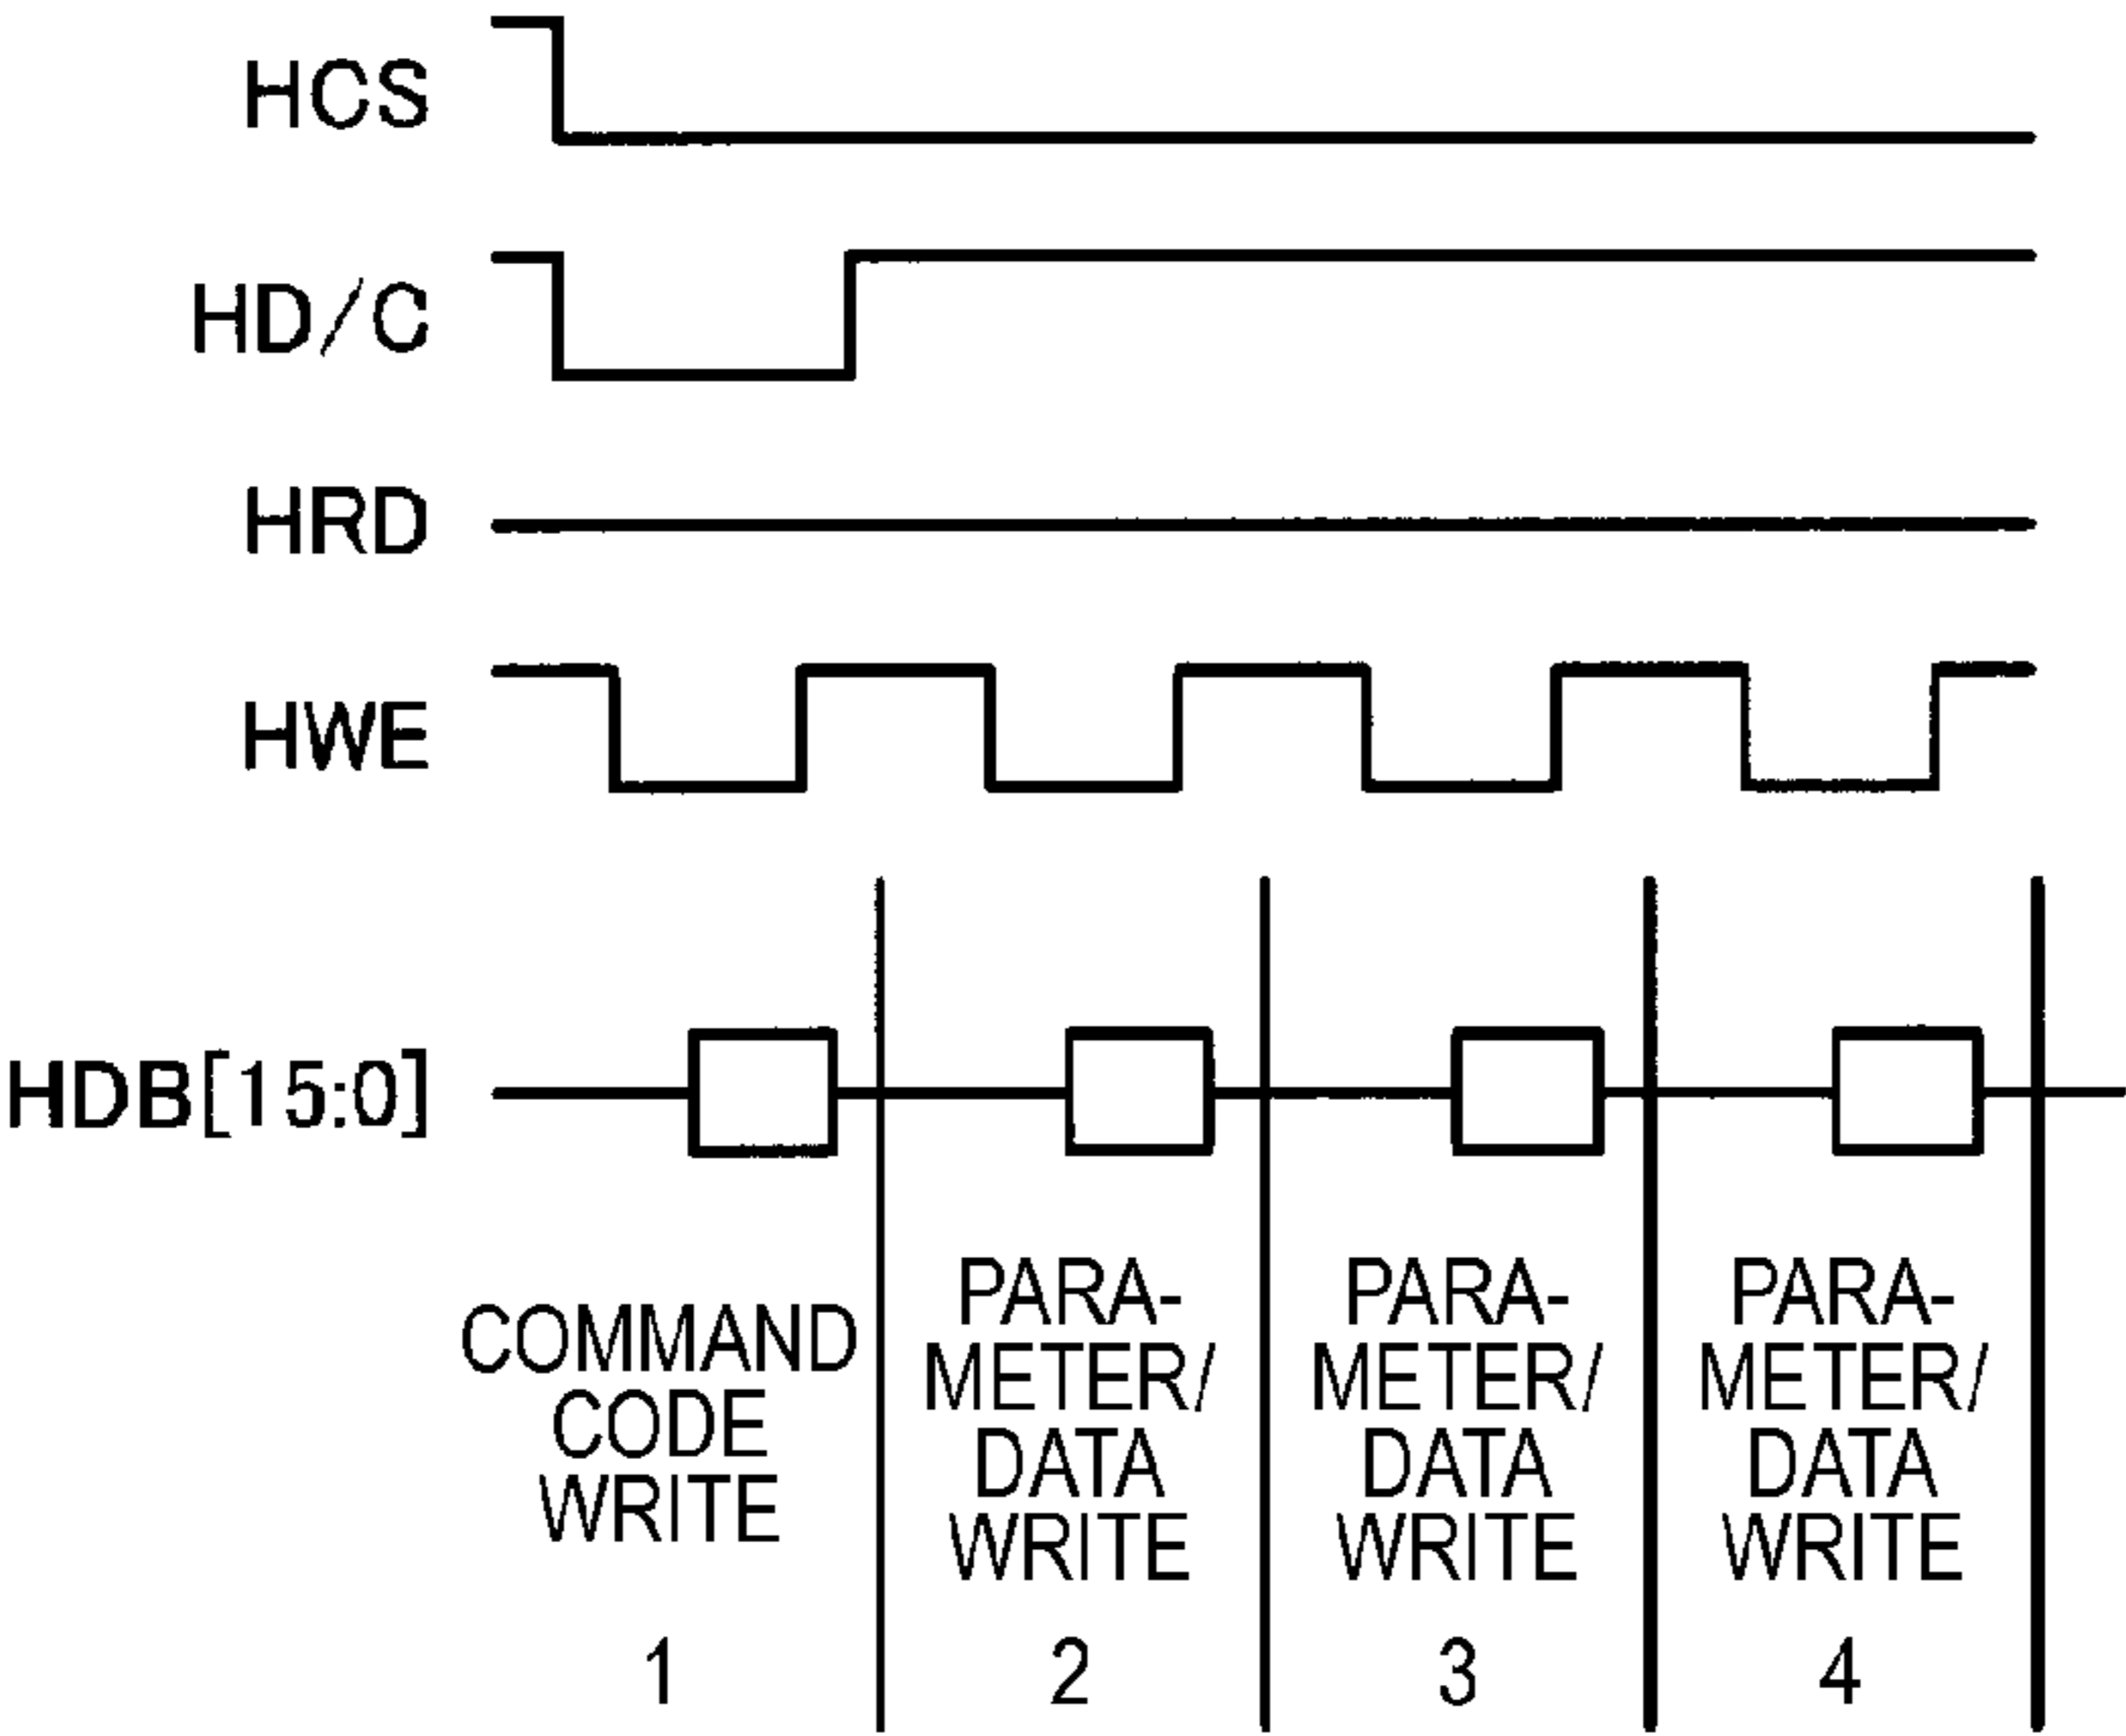 HCS
HD/C
HRD
HWE
HDB[15:0]
COMMAND
CODE
WRITE
1
PARA-
METER/
DATA
WRITE
2
PARA-
METER/
DATA
WRITE
3
PARA-
METER/
DATA
WRITE
4